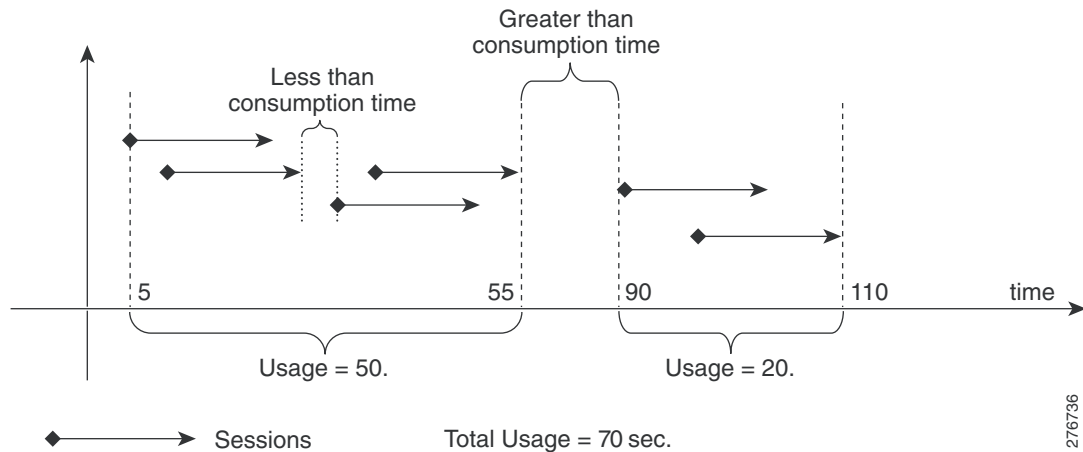 Greater than
consumption time
Less than
consumption time
5
55
90
110
time
Usage = 50.
Usage = 20.
Sessions
Total Usage = 70 sec.
276736